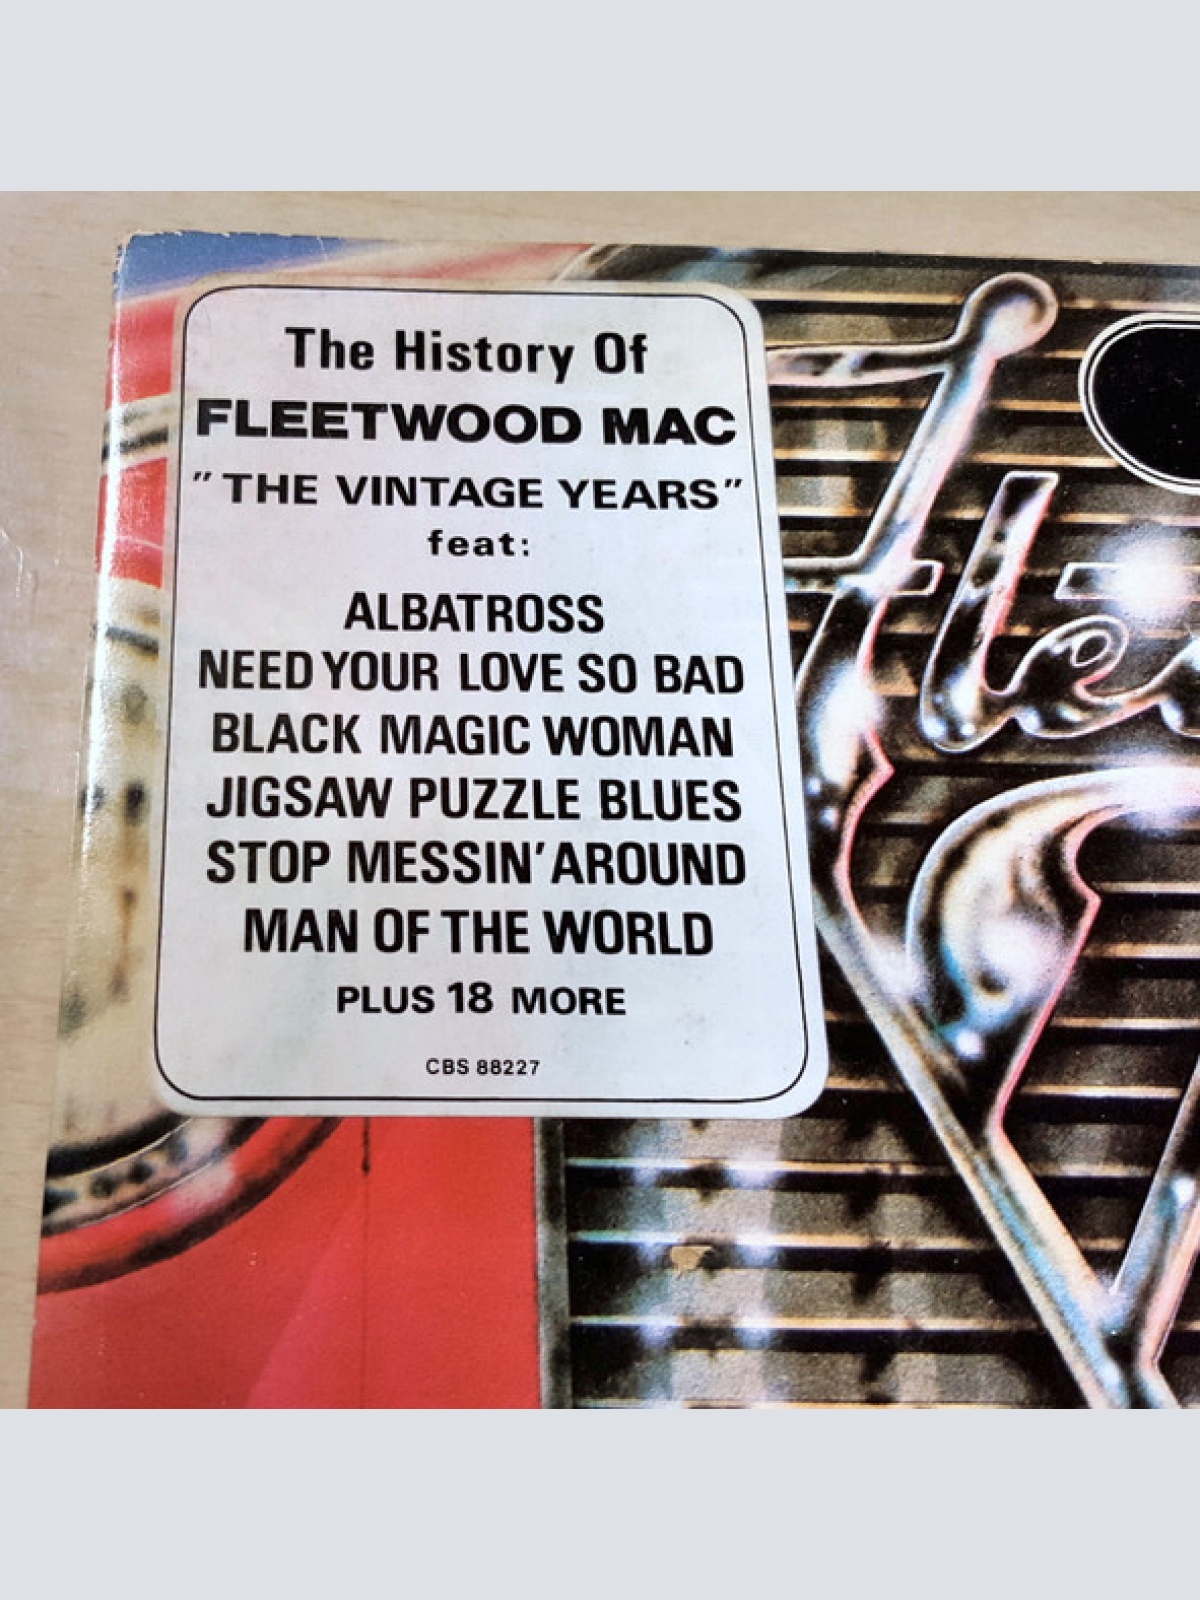 The History Of
FLEETWOOD MAC
"THE VINTAGE YEARS"
feat:
ALBATROSS
NEED YOUR LOVE SO BAD
BLACK MAGIC WOMAN
JIGSAW PUZZLE BLUES
STOP MESSIN' AROUND
MAN OF THE WORLD
PLUS 18 MORE
CBS 88227